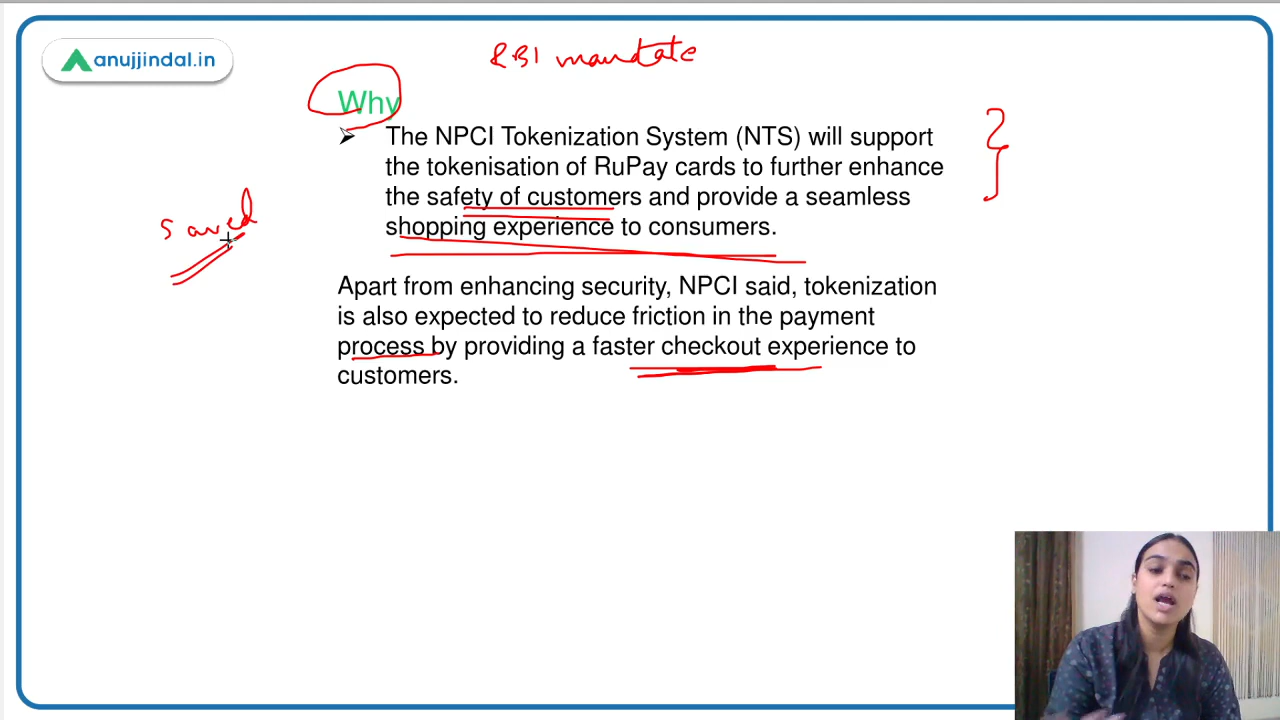 anujjindal.in
RBI mandate
Why
The NPCI Tokenization System (NTS) will support
the tokenisation of RuPay cards to further enhance
the safety of customers and provide a seamless
shopping experience to consumers.
saved
Apart from enhancing security, NPCI said, tokenization
is also expected to reduce friction in the payment
process by providing a faster checkout experience to
customers.